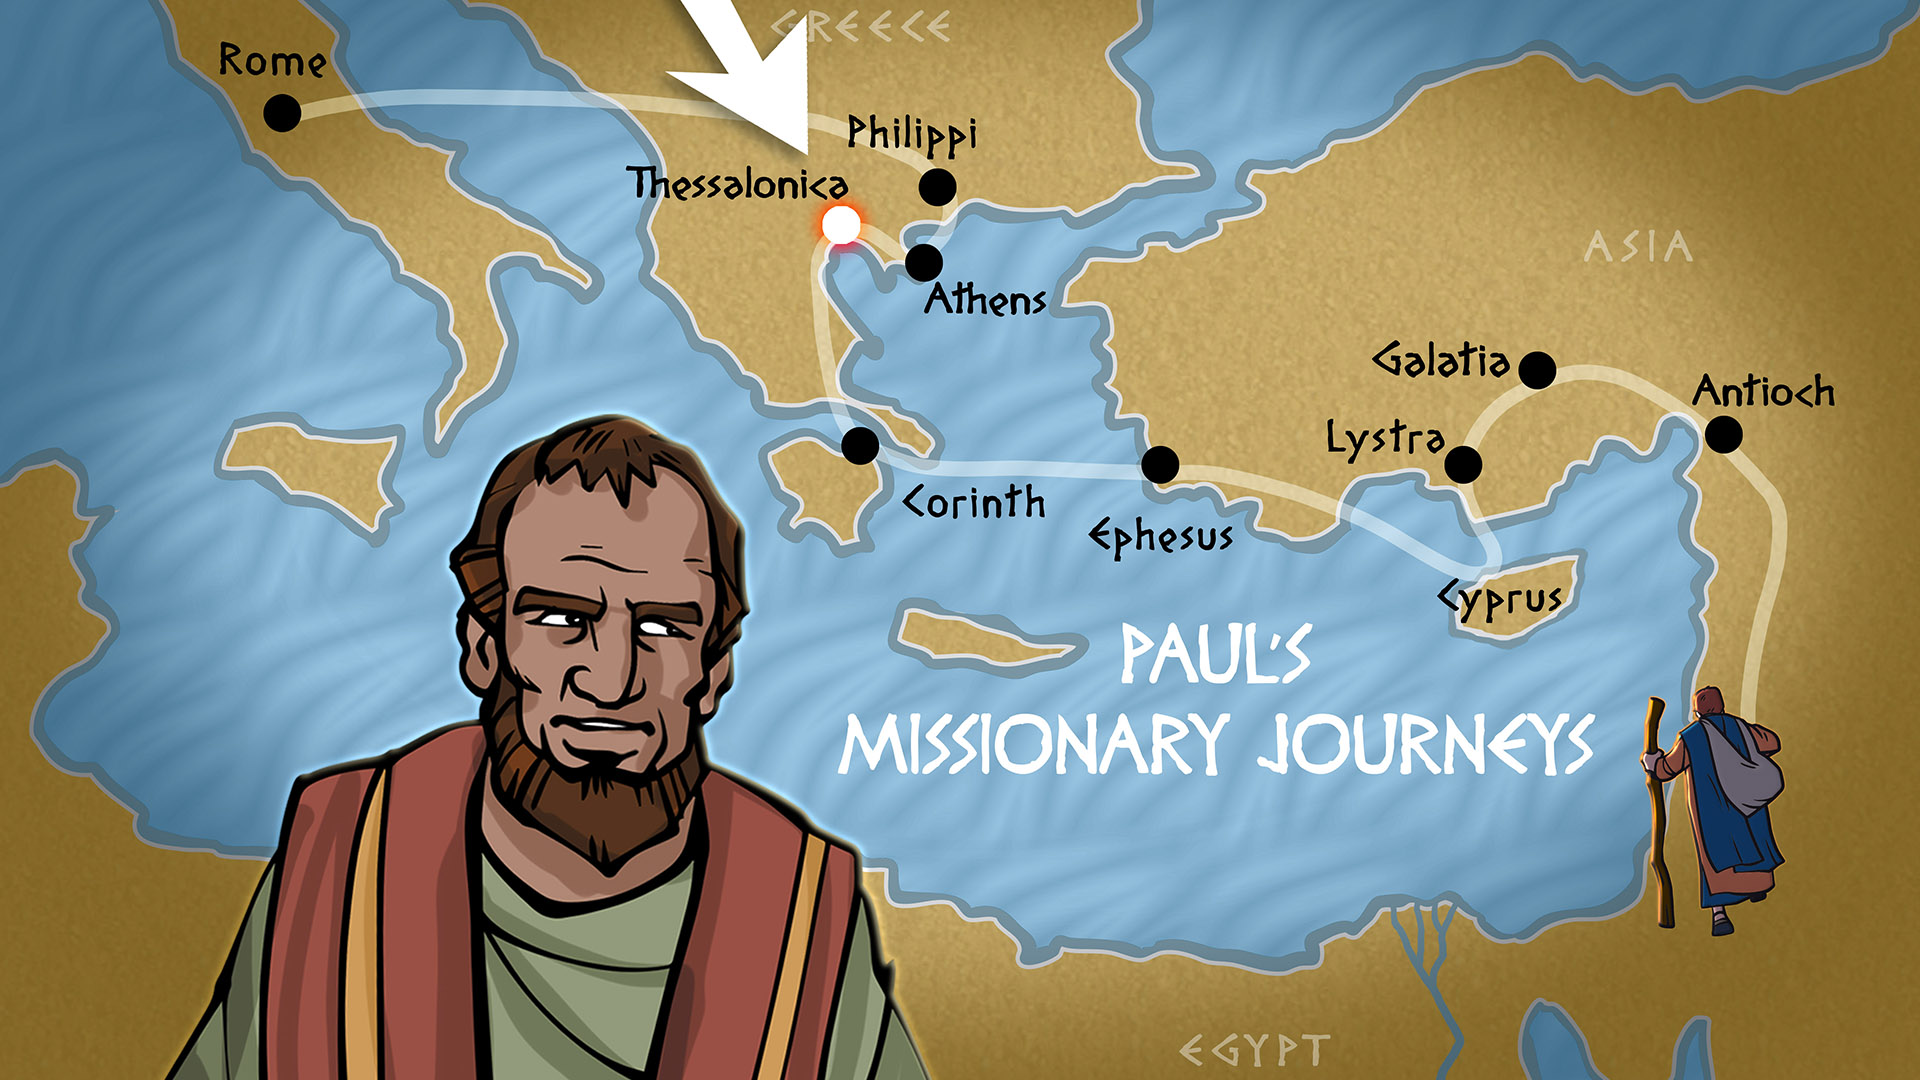 GREECE
Rome
Philippi
Thessalonica
ASIA
Athens
Galatia
Antioch
Lystra
Corinth
Ephesus
Cyprus
PAUL'S
MISSIONARY JOURNEYS
EGYPT